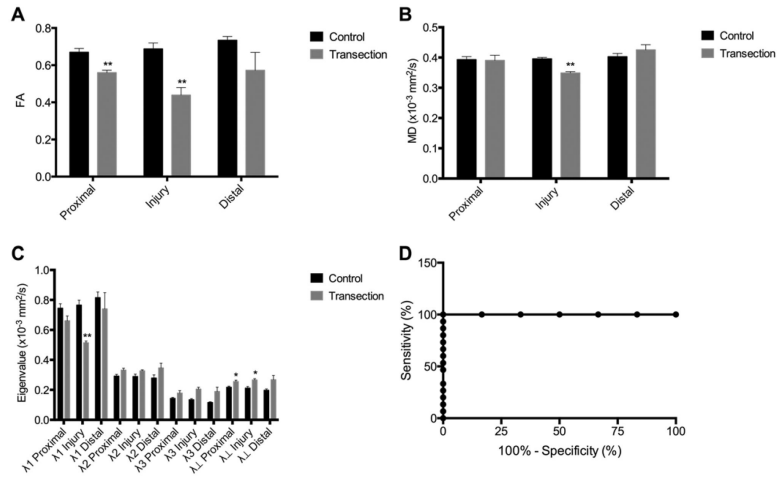 A
0.8
0.6
0.4
0.2
0.0
FA
**
**
Control
Transection
Proximal
Injury
Distal
B
0.5
0.4
0.3
0.2
0.1
0.0
MD (x10-3 mm2/s)
**
Control
Transection
Proximal
Injury
Distal
C
1.0
0.8
0.6
0.4
0.2
0.0
Eigenvalue (x10-3 mm2/s)
**
*
*
Control
Transection
λ1 Proximal
λ1 Injury
λ1 Distal
λ2 Proximal
λ2 Injury
λ2 Distal
λ3 Proximal
λ3 Injury
λ3 Distal
λ⊥ Proximal
λ⊥ Injury
λ⊥ Distal
D
150
100
50
0
Sensitivity (%)
0
50
100
100% - Specificity (%)